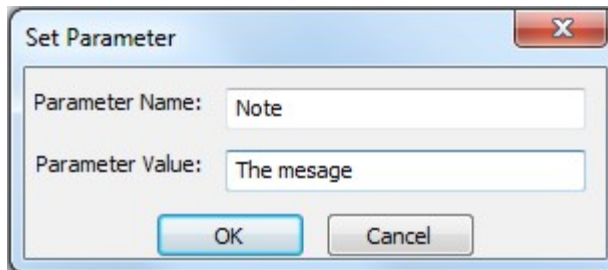 Set Parameter
Parameter Name: Note
Parameter Value: The mesage
OK Cancel